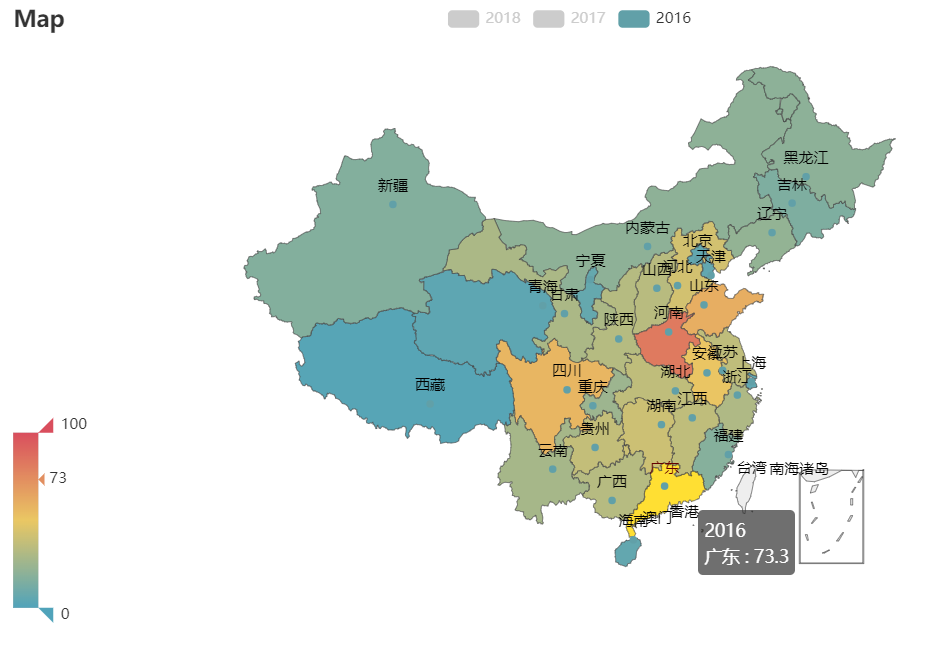 Map
2018
2017
2016
黑龙江
吉林
新疆
辽宁
内蒙古
北京
天津
宁夏
山西
河北
青海
甘肃
山东
河南
陕西
安徽
江苏
上海
四川
湖北
浙江
西藏
重庆
湖南
江西
100
贵州
福建
云南
广东
台湾
南海诸岛
73
广西
海南
澳门
香港
2016
广东 : 73.3
0